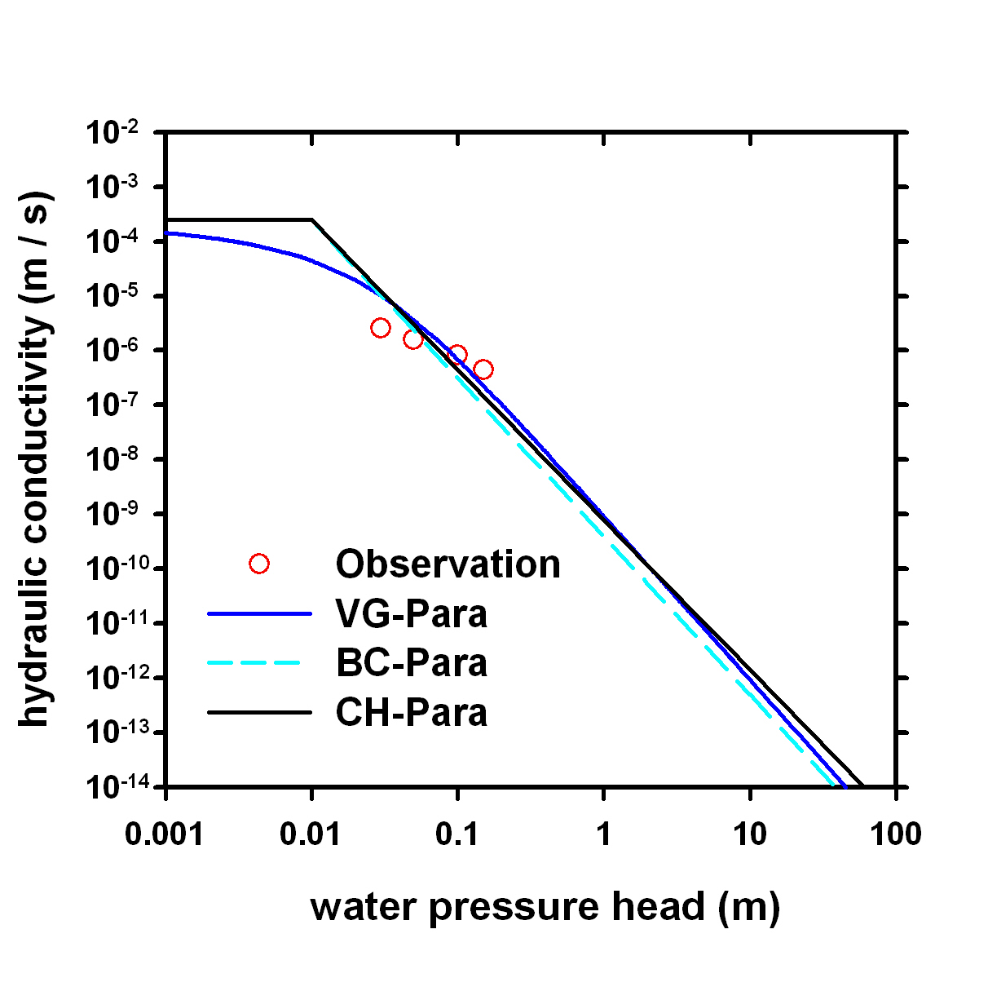 hydraulic conductivity (m / s)
10⁻²
10⁻³
10⁻⁴
10⁻⁵
10⁻⁶
10⁻⁷
10⁻⁸
10⁻⁹
10⁻¹⁰
10⁻¹¹
10⁻¹²
10⁻¹³
10⁻¹⁴
Observation
VG-Para
BC-Para
CH-Para
0.001 0.01 0.1 1 10 100
water pressure head (m)